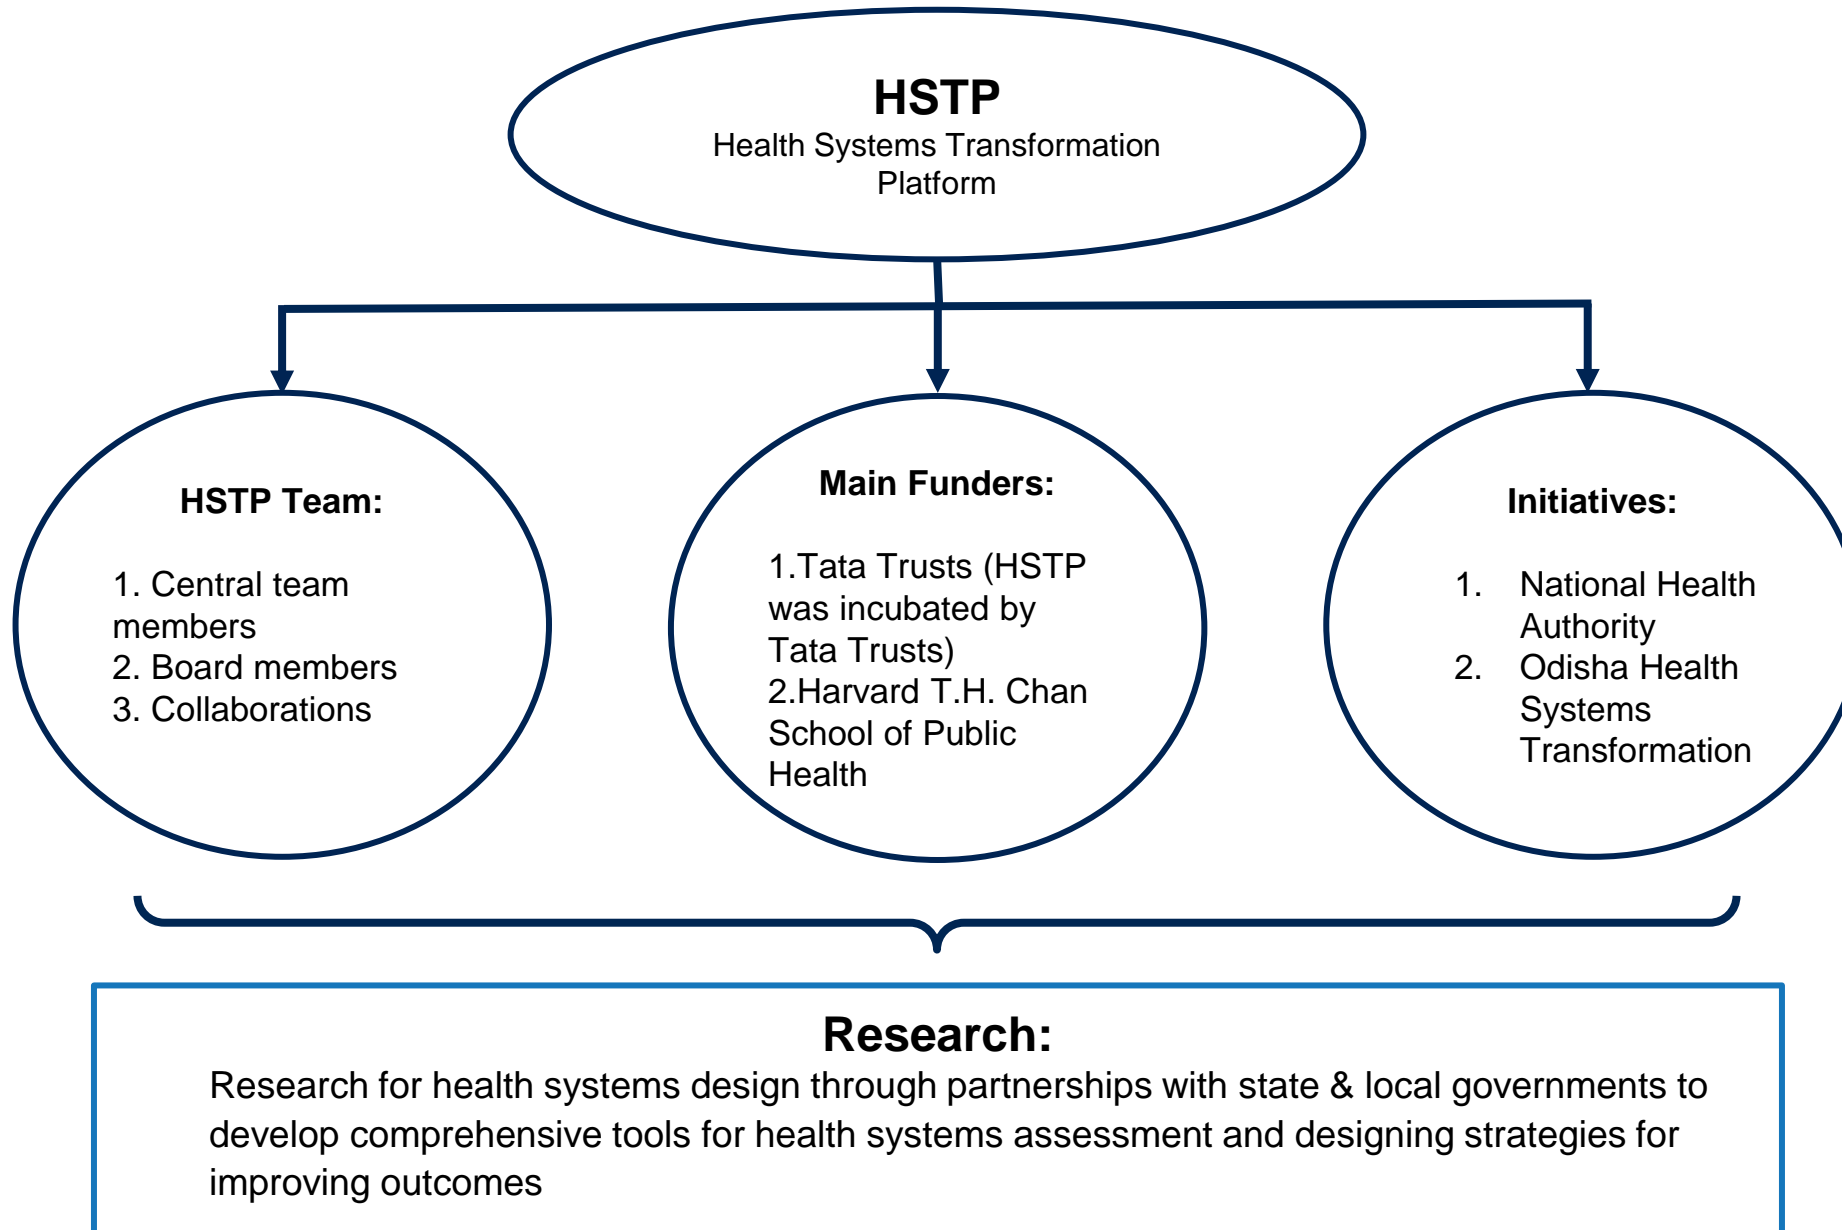 HSTP
Health Systems Transformation
Platform
HSTP Team:
1. Central team
members
2. Board members
3. Collaborations
Main Funders:
1.Tata Trusts (HSTP
was incubated by
Tata Trusts)
2.Harvard T.H. Chan
School of Public
Health
Initiatives:
1. National Health
Authority
2. Odisha Health
Systems
Transformation
Research:
Research for health systems design through partnerships with state & local governments to
develop comprehensive tools for health systems assessment and designing strategies for
improving outcomes